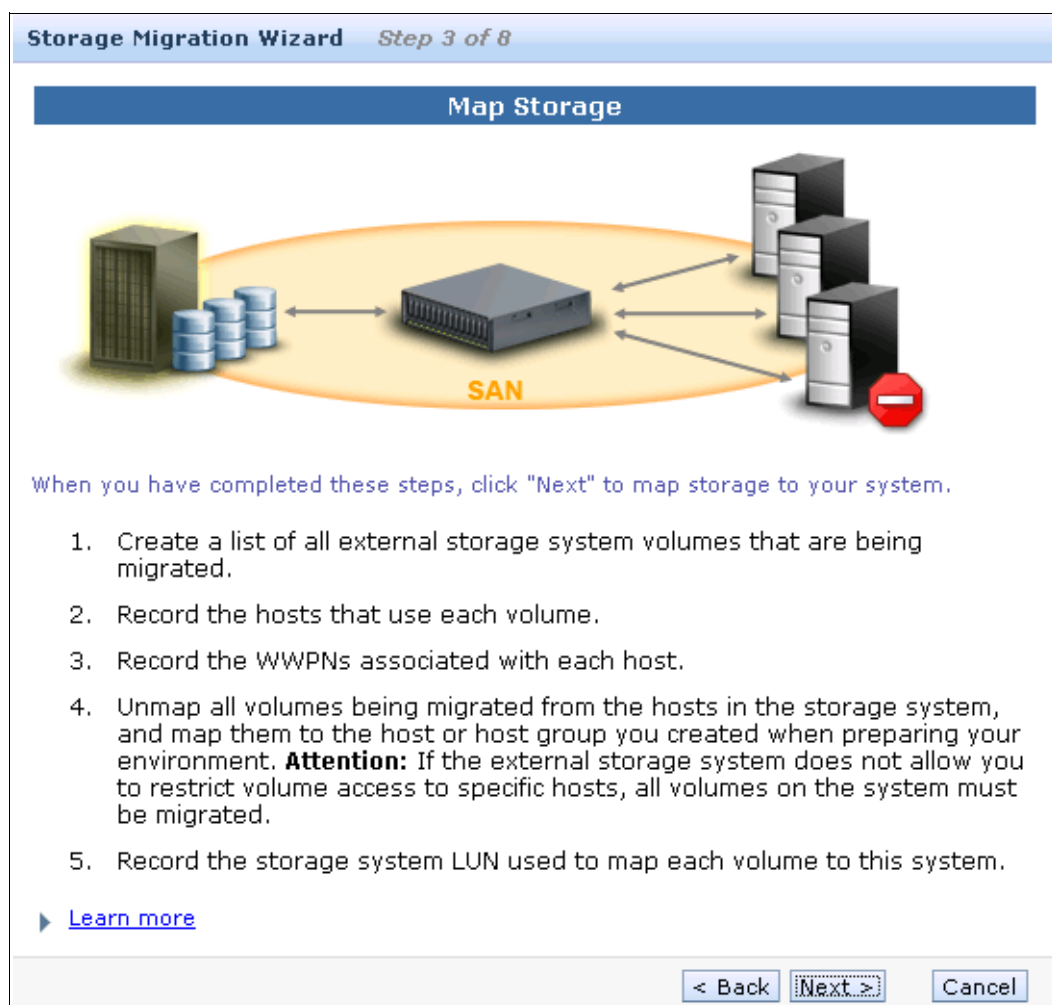 Storage Migration Wizard Step 3 of 8
Map Storage
SAN
When you have completed these steps, click "Next" to map storage to your system.
1. Create a list of all external storage system volumes that are being
migrated.
2. Record the hosts that use each volume.
3. Record the WWPNs associated with each host.
4. Unmap all volumes being migrated from the hosts in the storage system,
and map them to the host or host group you created when preparing your
environment. Attention: If the external storage system does not allow you
to restrict volume access to specific hosts, all volumes on the system must
be migrated.
5. Record the storage system LUN used to map each volume to this system.
Learn more
< Back Next > Cancel